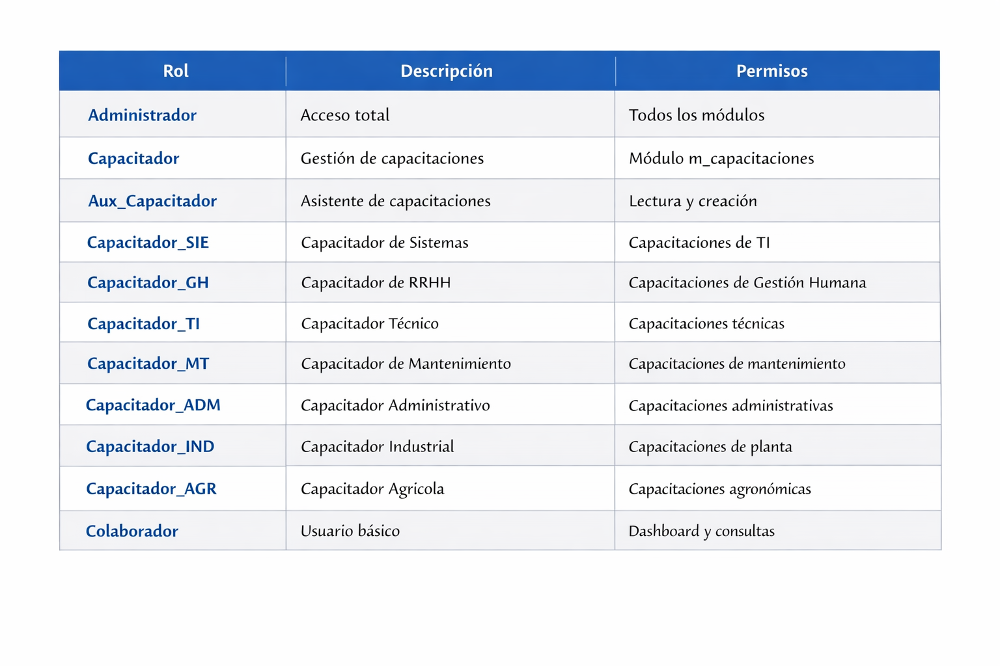 Rol Descripción Permisos
Administrador Acceso total Todos los módulos
Capacitador Gestión de capacitaciones Módulo m_capacitaciones
Aux_Capacitador Asistente de capacitaciones Lectura y creación
Capacitador_SIE Capacitador de Sistemas Capacitaciones de TI
Capacitador_GH Capacitador de RRHH Capacitaciones de Gestión Humana
Capacitador_TI Capacitador Técnico Capacitaciones técnicas
Capacitador_MT Capacitador de Mantenimiento Capacitaciones de mantenimiento
Capacitador_ADM Capacitador Administrativo Capacitaciones administrativas
Capacitador_IND Capacitador Industrial Capacitaciones de planta
Capacitador_AGR Capacitador Agrícola Capacitaciones agronómicas
Colaborador Usuario básico Dashboard y consultas